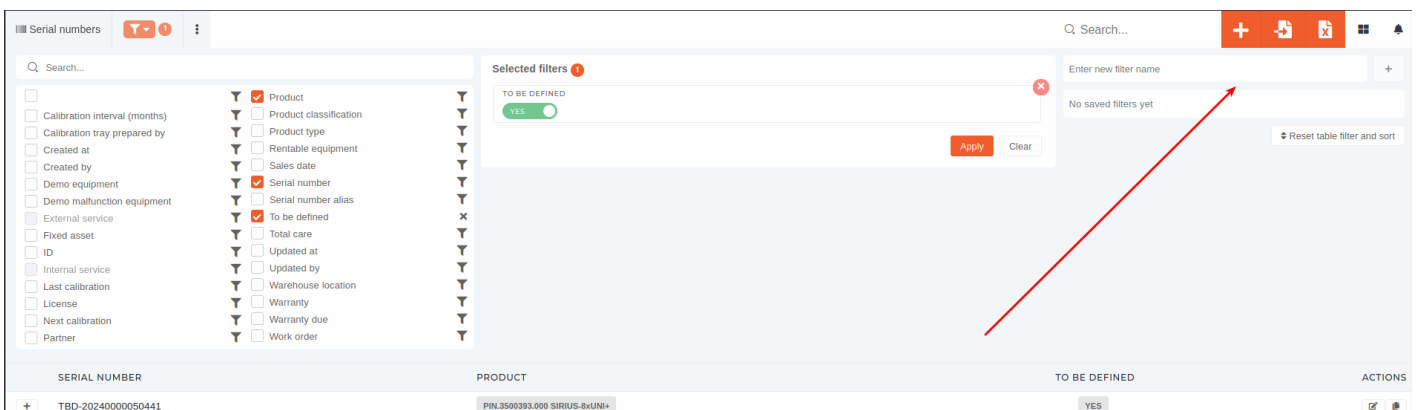 Serial numbers
1
Search...
Search...
Calibration interval (months)
Calibration tray prepared by
Created at
Created by
Demo equipment
Demo malfunction equipment
External service
Fixed asset
ID
Internal service
Last calibration
License
Next calibration
Partner
Product
Product classification
Product type
Rentable equipment
Sales date
Serial number
Serial number alias
To be defined
Total care
Updated at
Updated by
Warehouse location
Warranty
Warranty due
Work order
Selected filters 1
TO BE DEFINED
YES
Apply Clear
Enter new filter name
No saved filters yet
Reset table filter and sort
SERIAL NUMBER PRODUCT TO BE DEFINED ACTIONS
TBD-20240000050441 PIN.3500393.000 SIRIUS-8xUNI+ YES